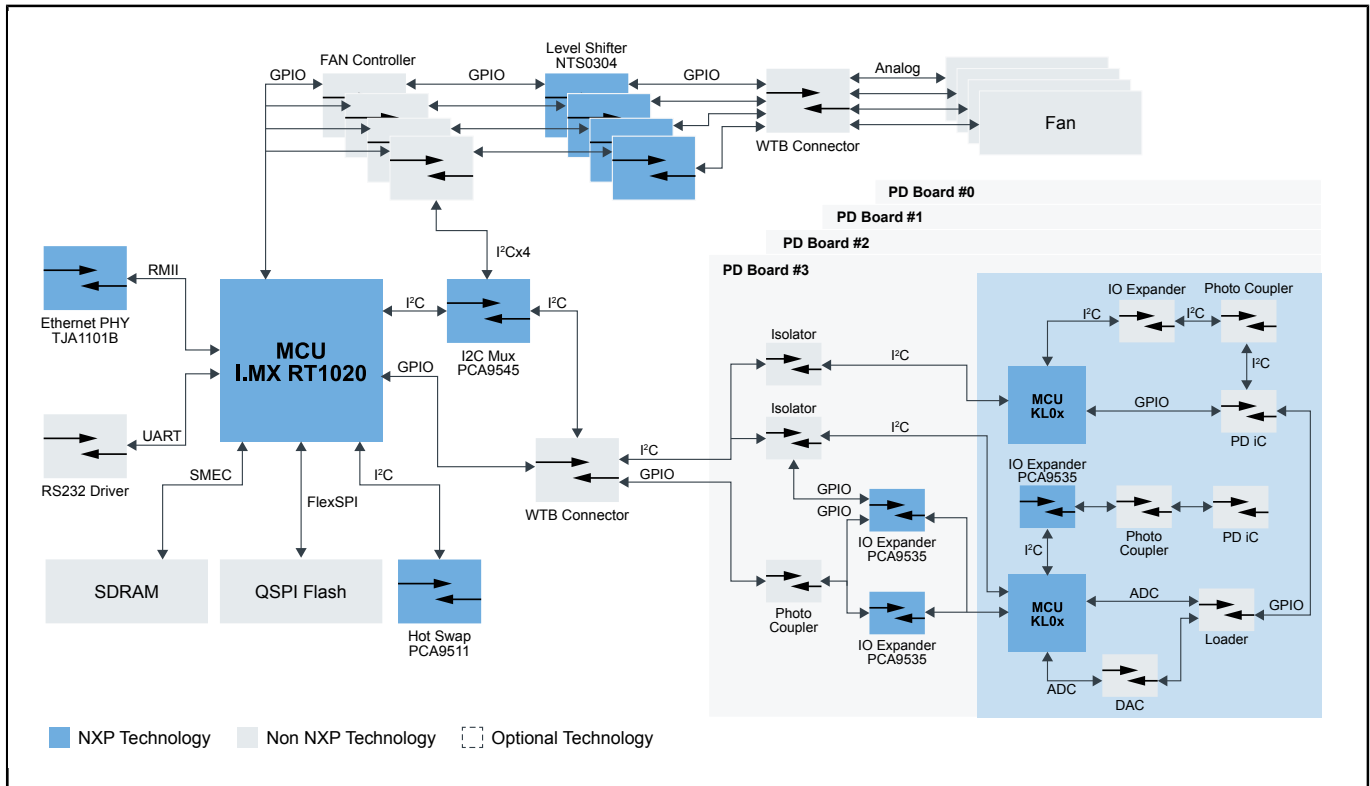 FAN Controller
Level Shifter
NTS0304
GPIO
GPIO
GPIO
Analog
Fan
WTB Connector
I²Cx4
RMII
Ethernet PHY
TJA1101B
MCU
I.MX RT1020
I²C
I2C Mux
PCA9545
I²C
GPIO
UART
RS232 Driver
SMEC
FlexSPI
I²C
SDRAM
QSPI Flash
Hot Swap
PCA9511
WTB Connector
I²C
GPIO
PD Board #0
PD Board #1
PD Board #2
PD Board #3
Isolator
I²C
Isolator
I²C
GPIO
GPIO
IO Expander
PCA9535
Photo
Coupler
IO Expander
PCA9535
IO Expander
Photo Coupler
I²C
I²C
I²C
MCU
KL0x
GPIO
PD iC
IO Expander
PCA9535
I²C
Photo
Coupler
PD iC
MCU
KL0x
ADC
Loader
GPIO
ADC
DAC
NXP Technology
Non NXP Technology
Optional Technology